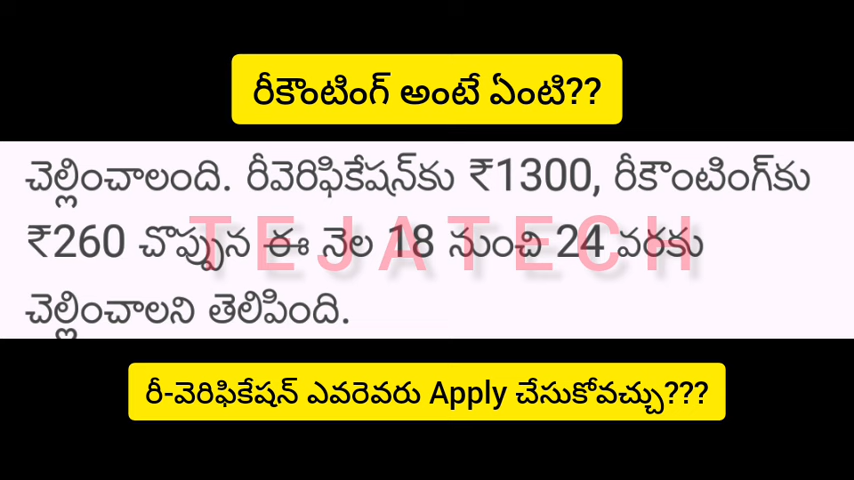 రీకౌంటింగ్ అంటే ఏంటి??
చెల్లించాలంది. రీవెరిఫికేషన్‌కు ₹1300, రీకౌంటింగ్‌కు
₹260 చొప్పున ఈ నెల 18 నుంచి 24 వరకు
TEJATECH
చెల్లించాలని తెలిపింది.
రీ-వెరిఫికేషన్ ఎవరెవరు Apply చేసుకోవచ్చు???